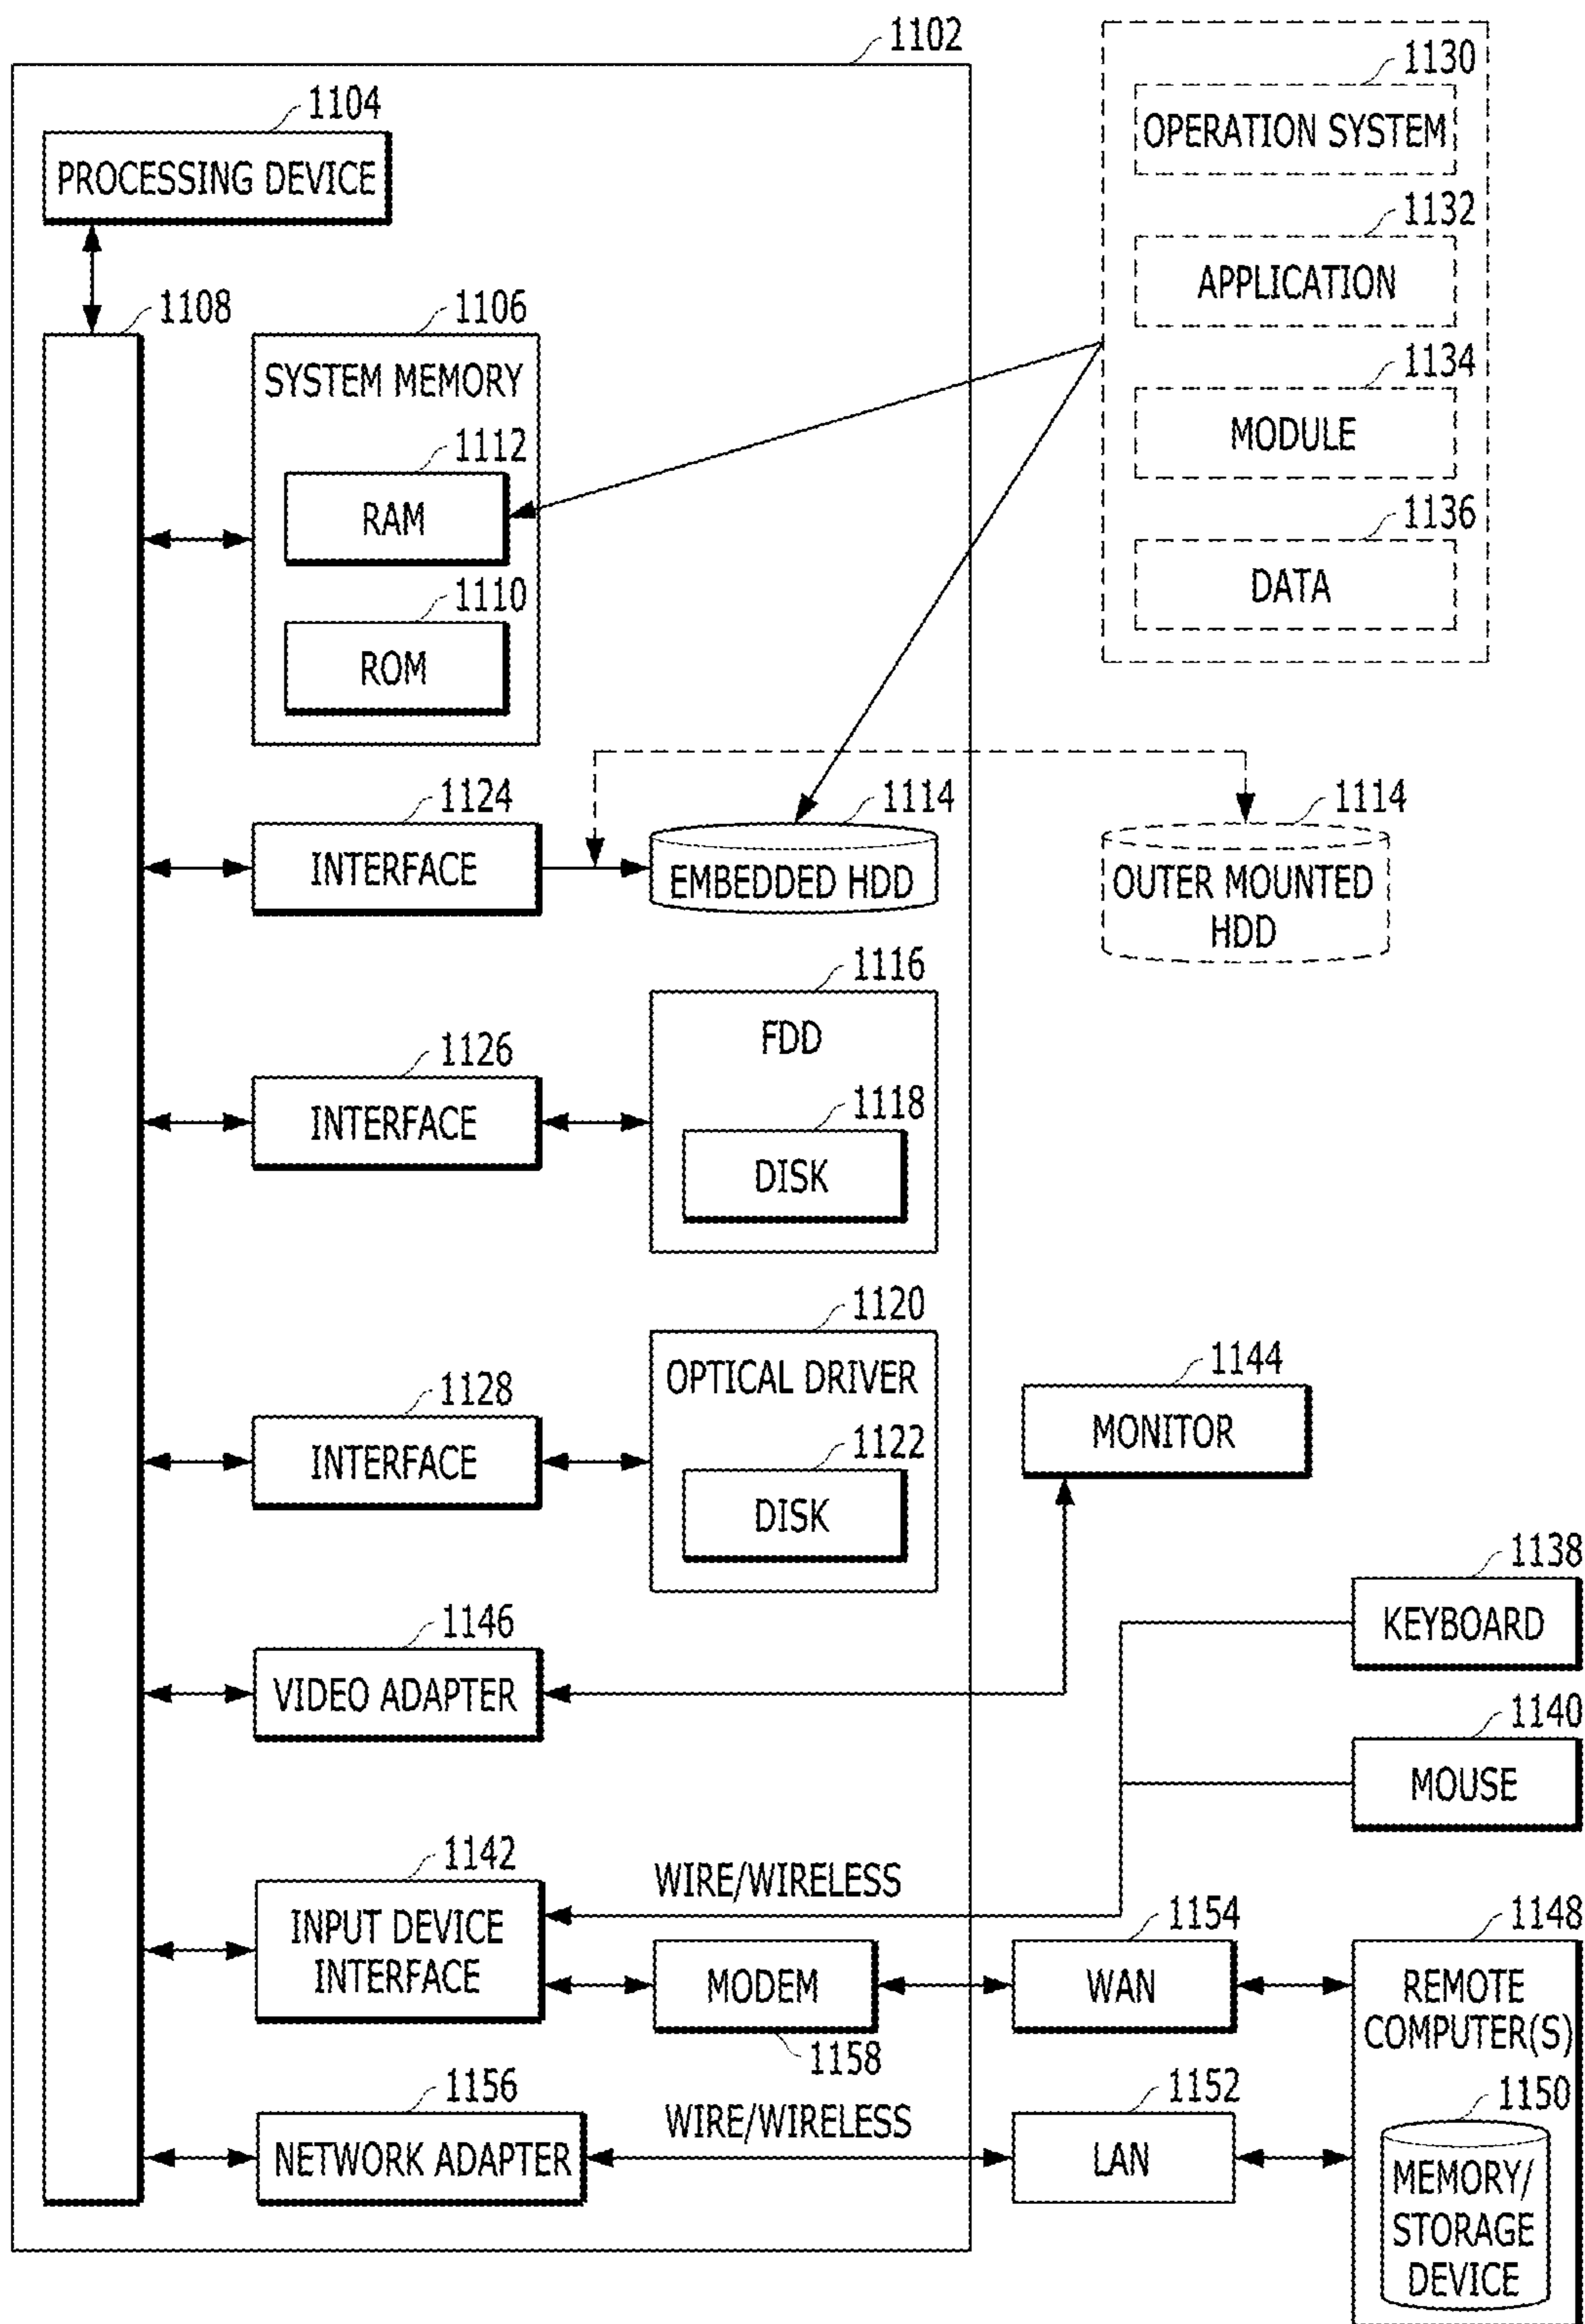 1102
1104
PROCESSING DEVICE
1108
1106
SYSTEM MEMORY
1112
RAM
1110
ROM
1130
OPERATION SYSTEM
1132
APPLICATION
1134
MODULE
1136
DATA
1124
INTERFACE
1114
EMBEDDED HDD
1114
OUTER MOUNTED
HDD
1116
FDD
1126
INTERFACE
1118
DISK
1120
OPTICAL DRIVER
1128
INTERFACE
1122
DISK
1144
MONITOR
1138
KEYBOARD
1146
VIDEO ADAPTER
1140
MOUSE
1142
INPUT DEVICE
INTERFACE
WIRE/WIRELESS
MODEM
1158
1154
WAN
1148
REMOTE
COMPUTER(S)
1156
NETWORK ADAPTER
WIRE/WIRELESS
1152
LAN
1150
MEMORY/
STORAGE
DEVICE